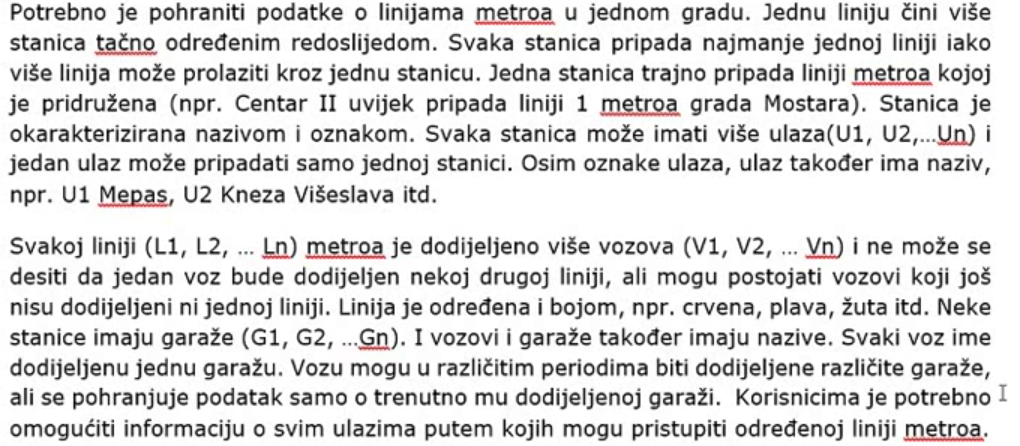 Potrebno je pohraniti podatke o linijama metroa u jednom gradu. Jednu liniju čini više
stanica tačno određenim redoslijedom. Svaka stanica pripada najmanje jednoj liniji iako
više linija može prolaziti kroz jednu stanicu. Jedna stanica trajno pripada liniji metroa kojoj
je pridružena (npr. Centar II uvijek pripada liniji 1 metroa grada Mostara). Stanica je
okarakterizirana nazivom i oznakom. Svaka stanica može imati više ulaza(U1, U2,...Un) i
jedan ulaz može pripadati samo jednoj stanici. Osim oznake ulaza, ulaz također ima naziv,
npr. U1 Mepas, U2 Kneza Višeslava itd.
Svakoj liniji (L1, L2, ... Ln) metroa je dodijeljeno više vozova (V1, V2, ... Vn) i ne može se
desiti da jedan voz bude dodijeljen nekoj drugoj liniji, ali mogu postojati vozovi koji još
nisu dodijeljeni ni jednoj liniji. Linija je određena i bojom, npr. crvena, plava, žuta itd. Neke
stanice imaju garaže (G1, G2, ...Gn). I vozovi i garaže također imaju nazive. Svaki voz ime
dodijeljenu jednu garažu. Vozu mogu u različitim periodima biti dodijeljene različite garaže,
ali se pohranjuje podatak samo o trenutno mu dodijeljenoj garaži. Korisnicima je potrebno
omogućiti informaciju o svim ulazima putem kojih mogu pristupiti određenoj liniji metroa.